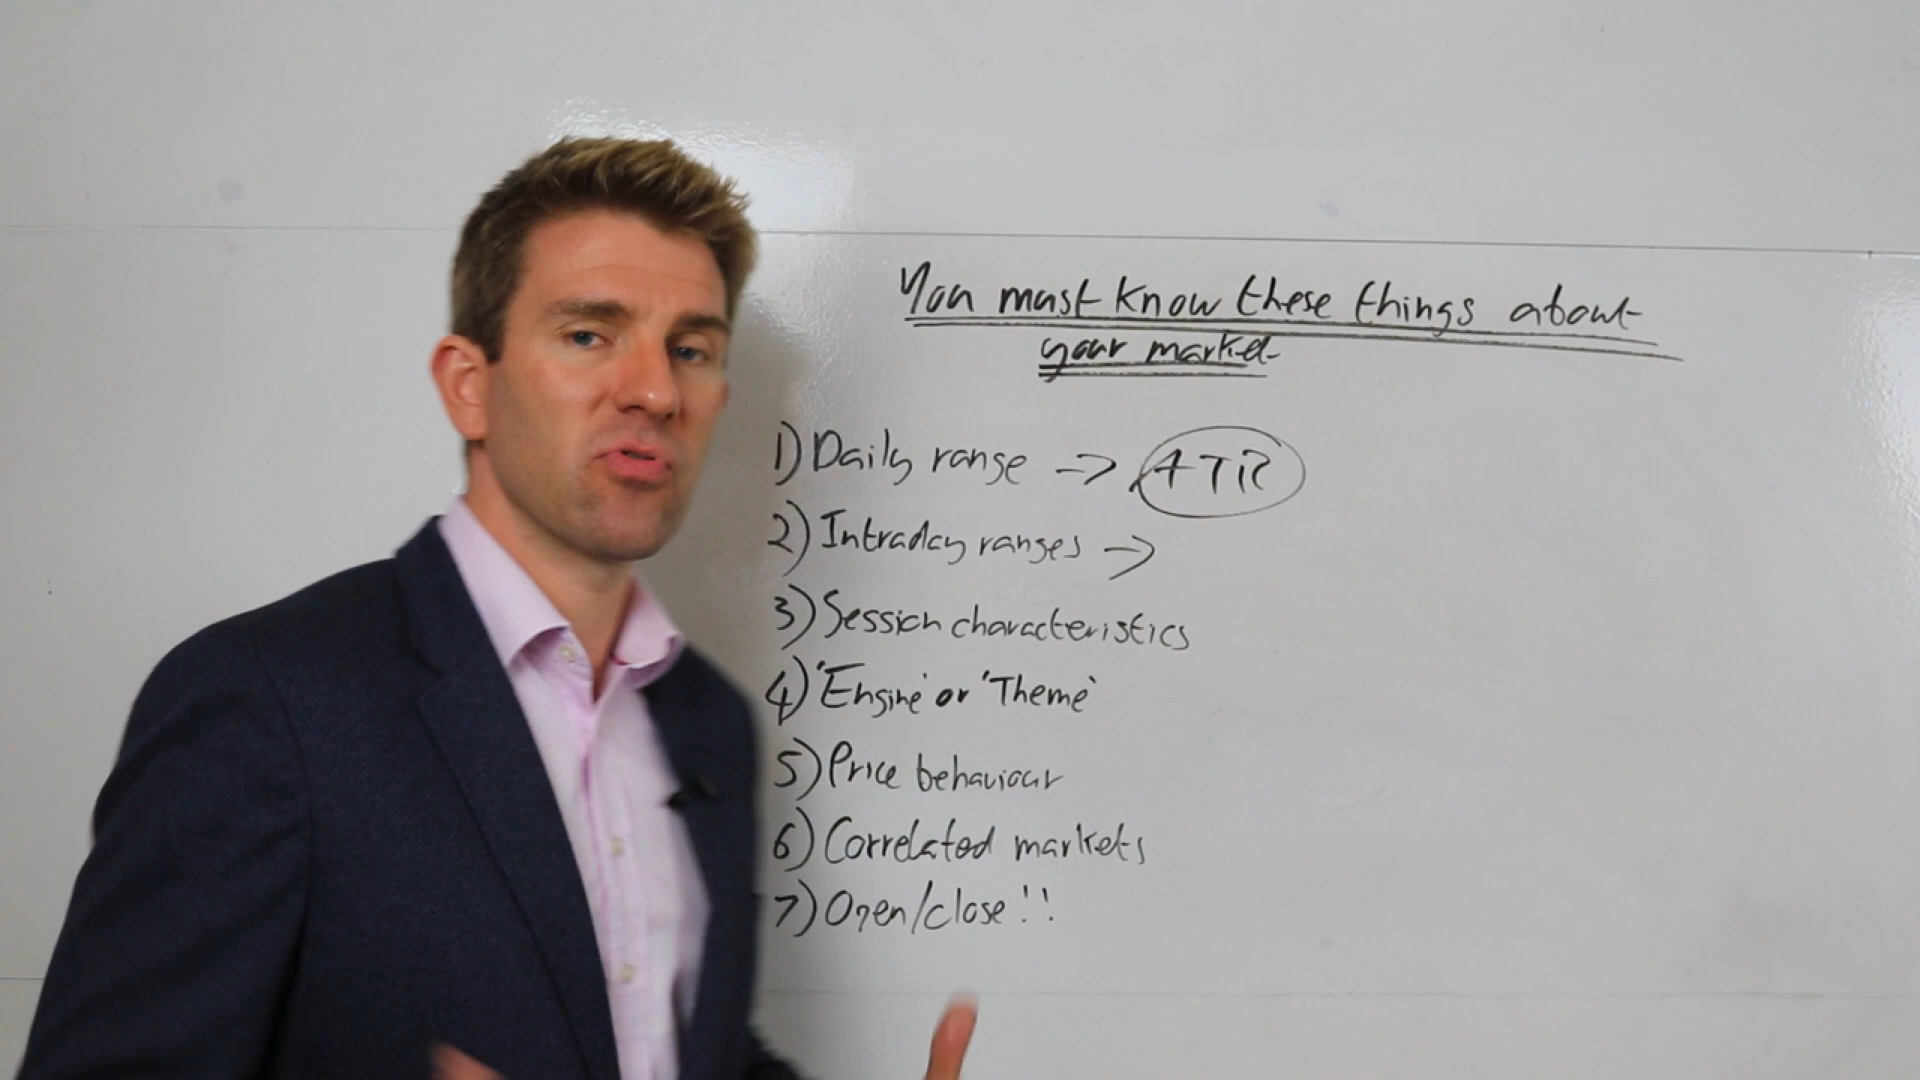 You must know these things about
your market
1) Daily range → ATR
2) Intraday ranges →
3) Session characteristics
4) 'Engine' or 'Theme'
5) Price behaviour
6) Correlated markets
7) Open/close!!